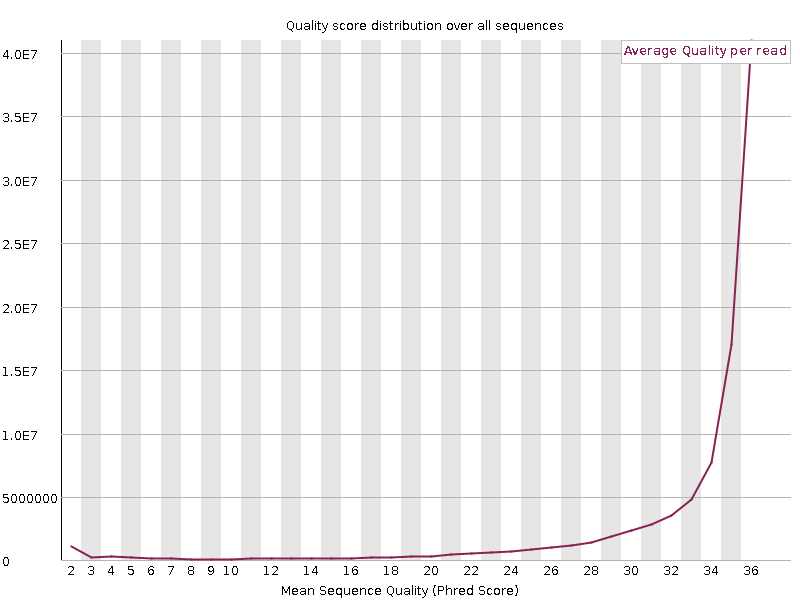 Quality score distribution over all sequences
Average Quality per read
4.0E7
3.5E7
3.0E7
2.5E7
2.0E7
1.5E7
1.0E7
5000000
0
2 3 4 5 6 7 8 9 10 12 14 16 18 20 22 24 26 28 30 32 34 36
Mean Sequence Quality (Phred Score)